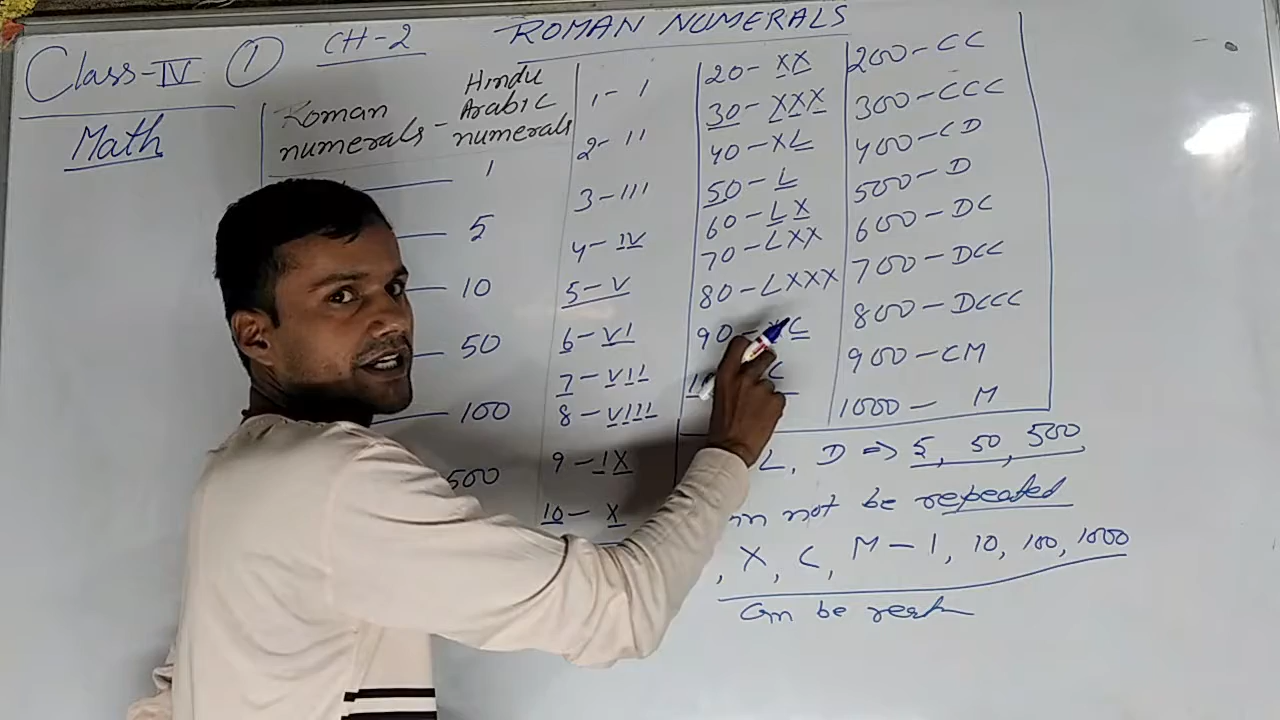 Class-IV ① CH-2 ROMAN NUMERALS
Math
Roman numerals - Hindu Arabic numerals
1
5
10
50
100
500
1 - I
2 - II
3 - III
4 - IV
5 - V
6 - VI
7 - VII
8 - VIII
9 - IX
10 - X
20 - XX
30 - XXX
40 - XL
50 - L
60 - LX
70 - LXX
80 - LXXX
90 - XC
C
200 - CC
300 - CCC
400 - CD
500 - D
600 - DC
700 - DCC
800 - DCCC
900 - CM
1000 - M
L, D ⇒ 5, 50, 500,
not be repeated
, X, C, M - 1, 10, 100, 1000
Can be